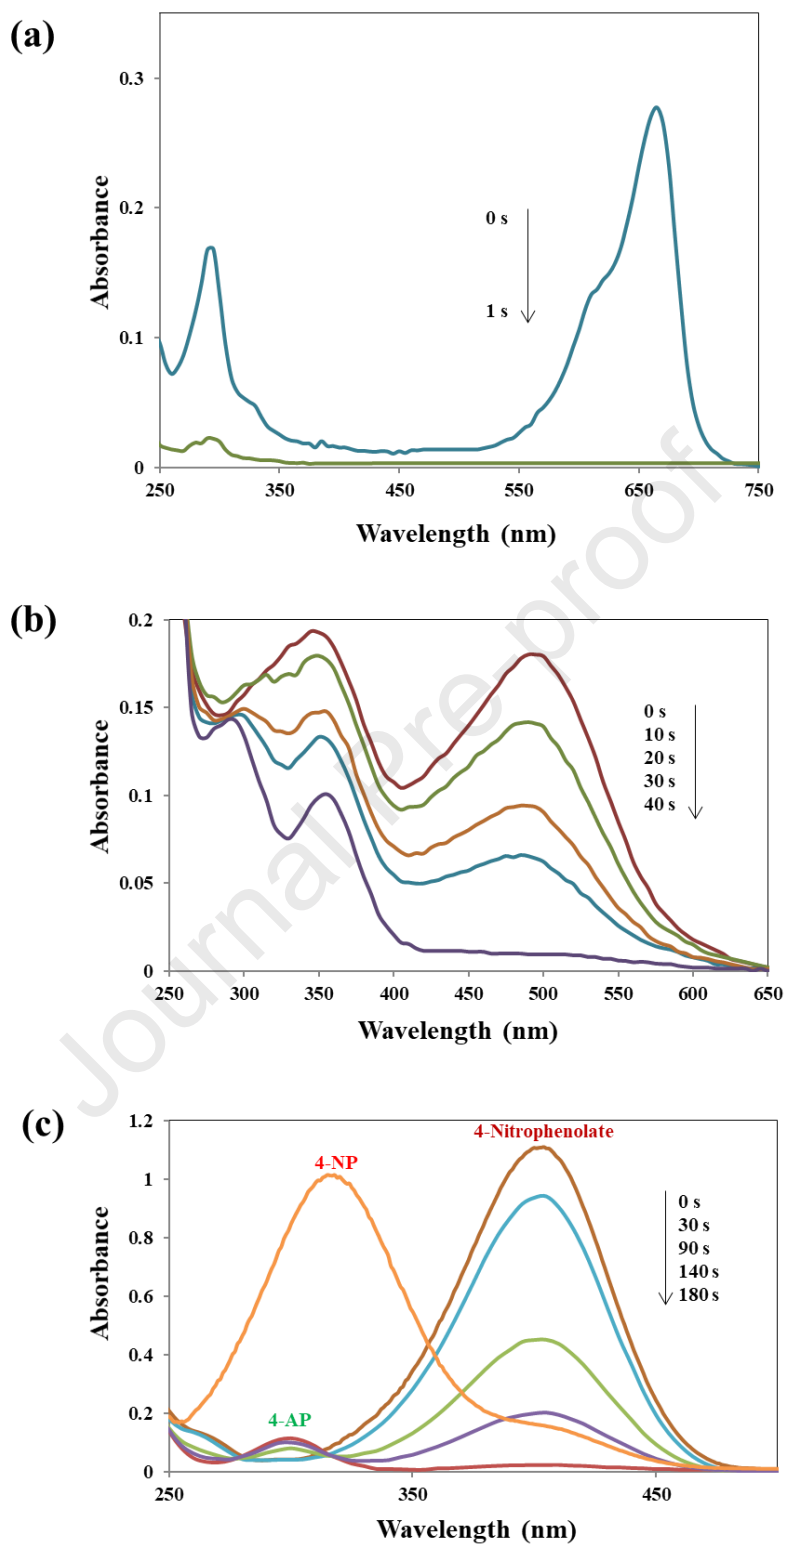 (a)
0.3
0.2
0.1
0
Absorbance
0 s
1 s
250 350 450 550 650 750
Wavelength (nm)
(b)
0.2
0.15
0.1
0.05
0
Absorbance
0 s
10 s
20 s
30 s
40 s
250 300 350 400 450 500 550 600 650
Wavelength (nm)
Journal Pre-proof
(c)
1.2
1
0.8
0.6
0.4
0.2
0
Absorbance
4-NP
4-Nitrophenolate
4-AP
0 s
30 s
90 s
140 s
180 s
250 350 450
Wavelength (nm)